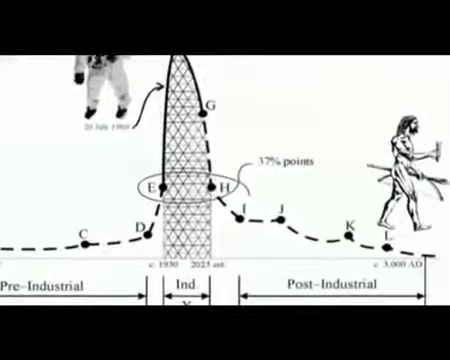 20 July 1969
G
37% points
E
H
I
J
C
D
K
L
c. 1930
2025 est.
c. 3,000 AD
Pre-Industrial
Ind.
Post-Industrial